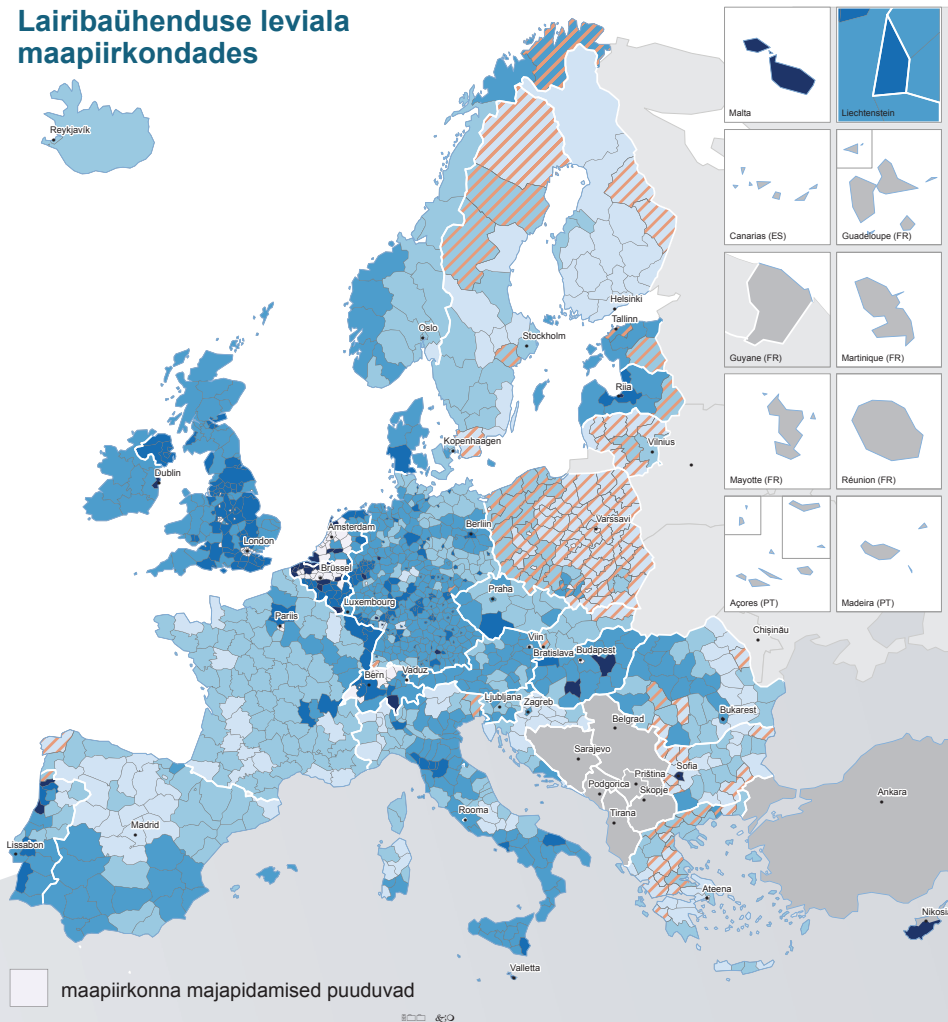 Lairibaühenduse leviala
maapiirkondades
Malta
Liechtenstein
Reykjavík
Canarias (ES)
Guadeloupe (FR)
Helsinki
Tallinn
Oslo
Stockholm
Guyane (FR)
Martinique (FR)
Riia
Kopenhaagen
Vilnius
Dublin
Mayotte (FR)
Réunion (FR)
Amsterdam
Berliin
Varssavi
London
Brüssel
Praha
Luxembourg
Açores (PT)
Madeira (PT)
Pariis
Chișinău
Viin
Bratislava
Budapest
Bern
Vaduz
Ljubljana
Zagreb
Bukarest
Belgrad
Sarajevo
Sofia
Priština
Podgorica
Skopje
Ankara
Rooma
Tirana
Madrid
Lissabon
Ateena
Nikosia
Valletta
maapiirkonna majapidamised puuduvad